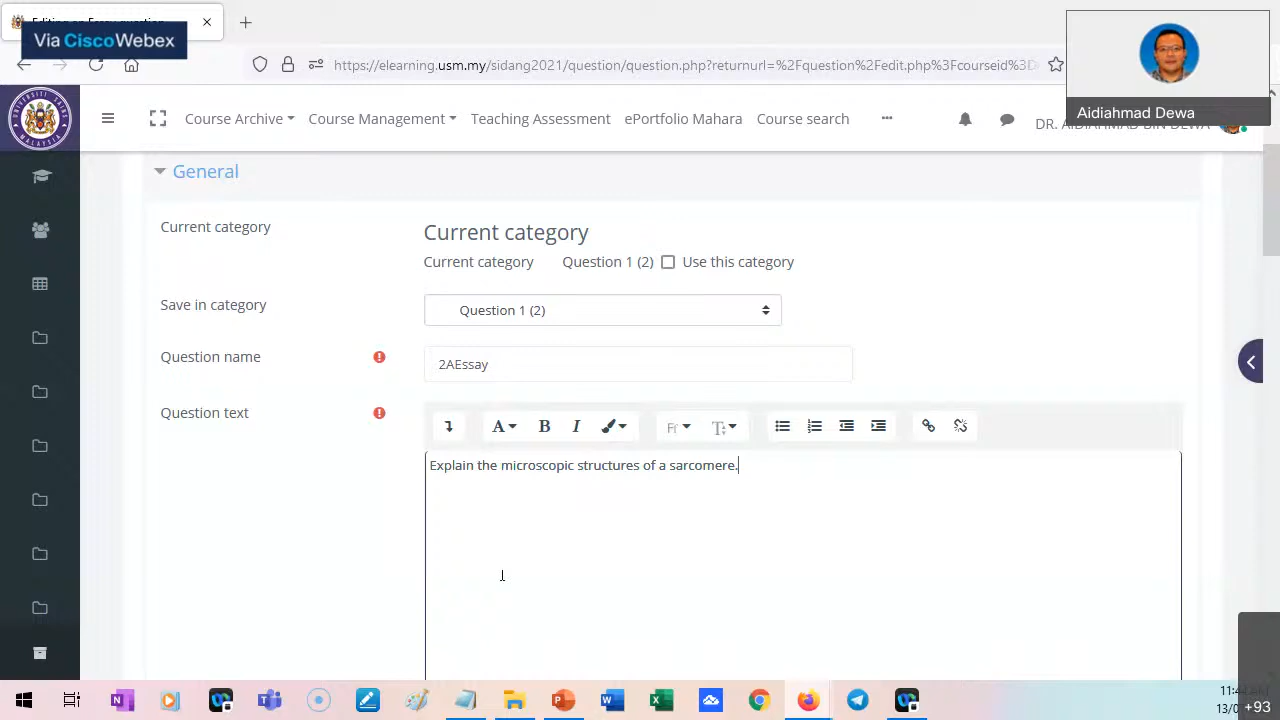 Via Cisco Webex
https://elearning.usm.my/sidang2021/question/question.php?returnurl=%2Fquestion%2Fedit.php%3Fcourseid%3D
Aidiahmad Dewa
Course Archive
Course Management
Teaching Assessment
ePortfolio Mahara
Course search
General
Current category
Current category
Current category
Question 1 (2)
Use this category
Save in category
Question 1 (2)
Question name
2AEssay
Question text
Explain the microscopic structures of a sarcomere.
+93